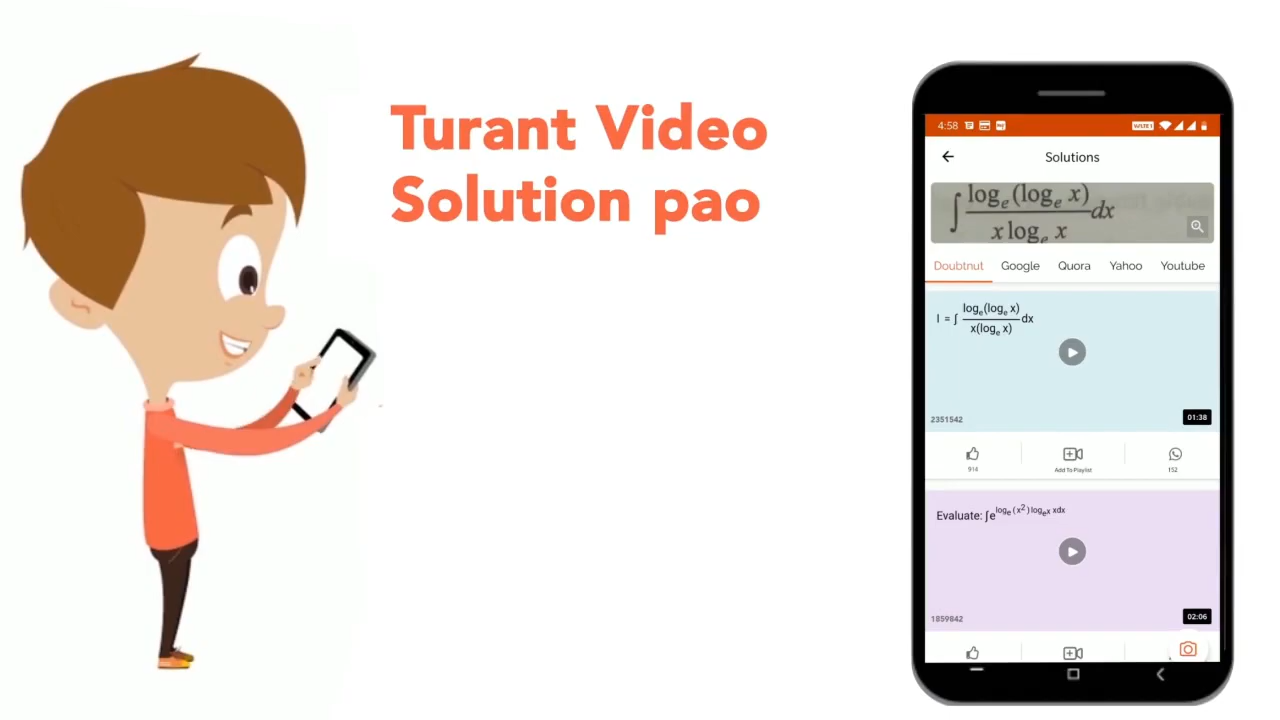 Turant Video
Solution pao
4:58
Solutions
∫ logₑ(logₑ x) / x logₑ x dx
Doubtnut Google Quora Yahoo Youtube
I = ∫ logₑ(logₑ x) / x(logₑ x) dx
2351542 01:38
914 Add To Playlist 152
Evaluate: ∫e^logₑ(x²)logₑx xdx
1859842 02:06